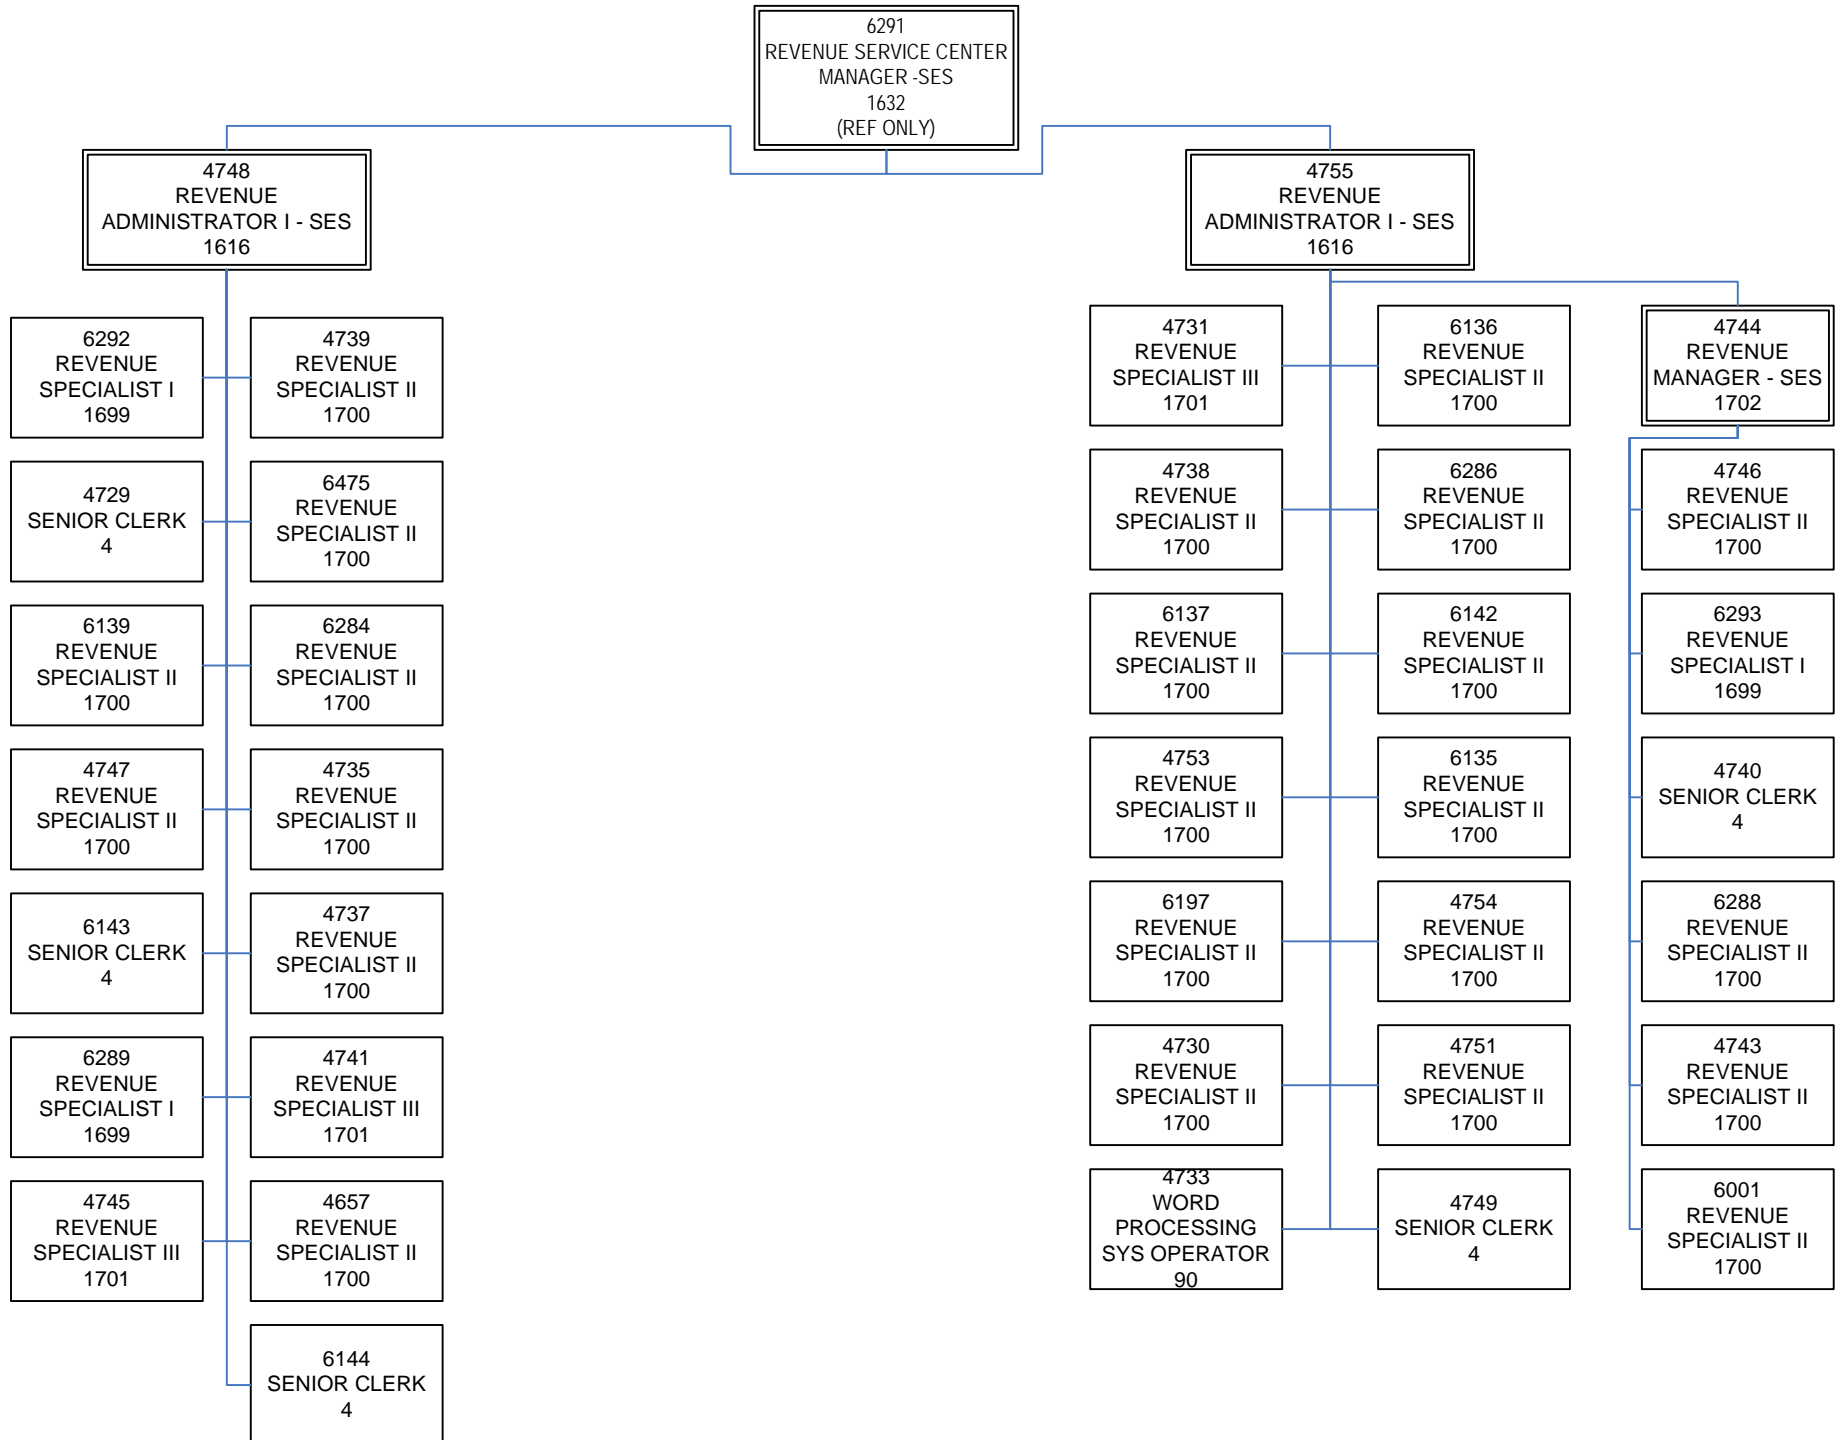 6291
REVENUE SERVICE CENTER
MANAGER -SES
1632
(REF ONLY)
4748
REVENUE
ADMINISTRATOR I - SES
1616
6292
REVENUE
SPECIALIST I
1699
4739
REVENUE
SPECIALIST II
1700
4729
SENIOR CLERK
4
6475
REVENUE
SPECIALIST II
1700
6139
REVENUE
SPECIALIST II
1700
6284
REVENUE
SPECIALIST II
1700
4747
REVENUE
SPECIALIST II
1700
4735
REVENUE
SPECIALIST II
1700
6143
SENIOR CLERK
4
4737
REVENUE
SPECIALIST II
1700
6289
REVENUE
SPECIALIST I
1699
4741
REVENUE
SPECIALIST III
1701
4745
REVENUE
SPECIALIST III
1701
4657
REVENUE
SPECIALIST II
1700
6144
SENIOR CLERK
4
4755
REVENUE
ADMINISTRATOR I - SES
1616
4731
REVENUE
SPECIALIST III
1701
6136
REVENUE
SPECIALIST II
1700
4738
REVENUE
SPECIALIST II
1700
6286
REVENUE
SPECIALIST II
1700
6137
REVENUE
SPECIALIST II
1700
6142
REVENUE
SPECIALIST II
1700
4753
REVENUE
SPECIALIST II
1700
6135
REVENUE
SPECIALIST II
1700
6197
REVENUE
SPECIALIST II
1700
4754
REVENUE
SPECIALIST II
1700
4730
REVENUE
SPECIALIST II
1700
4751
REVENUE
SPECIALIST II
1700
4733
WORD
PROCESSING
SYS OPERATOR
90
4749
SENIOR CLERK
4
4744
REVENUE
MANAGER - SES
1702
4746
REVENUE
SPECIALIST II
1700
6293
REVENUE
SPECIALIST I
1699
4740
SENIOR CLERK
4
6288
REVENUE
SPECIALIST II
1700
4743
REVENUE
SPECIALIST II
1700
6001
REVENUE
SPECIALIST II
1700